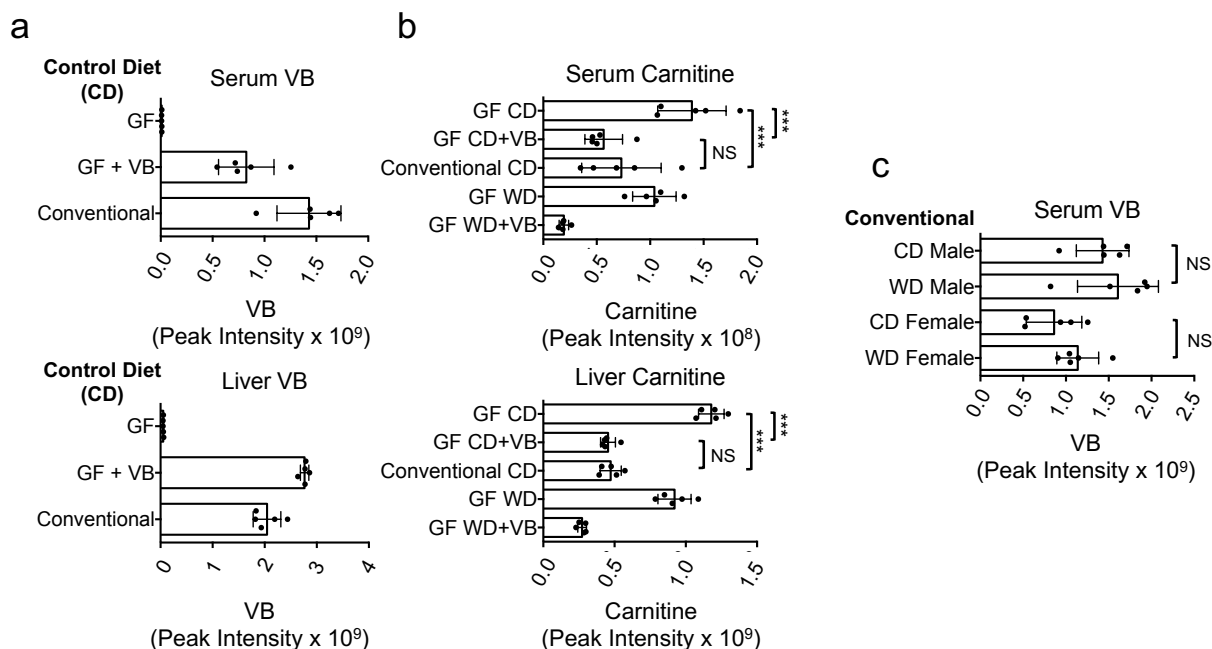 a
Control Diet
(CD)
Serum VB
GF
GF + VB
Conventional
0.0
0.5
1.0
1.5
2.0
VB
(Peak Intensity x 10⁹)
Control Diet
(CD)
Liver VB
GF
GF + VB
Conventional
0
1
2
3
4
VB
(Peak Intensity x 10⁹)
b
Serum Carnitine
GF CD
GF CD+VB
Conventional CD
GF WD
GF WD+VB
NS
***
***
0.0
0.5
1.0
1.5
2.0
Carnitine
(Peak Intensity x 10⁸)
Liver Carnitine
GF CD
GF CD+VB
Conventional CD
GF WD
GF WD+VB
NS
***
***
0.0
0.5
1.0
1.5
Carnitine
(Peak Intensity x 10⁹)
c
Conventional
Serum VB
CD Male
WD Male
CD Female
WD Female
NS
NS
0.0
0.5
1.0
1.5
2.0
2.5
VB
(Peak Intensity x 10⁹)